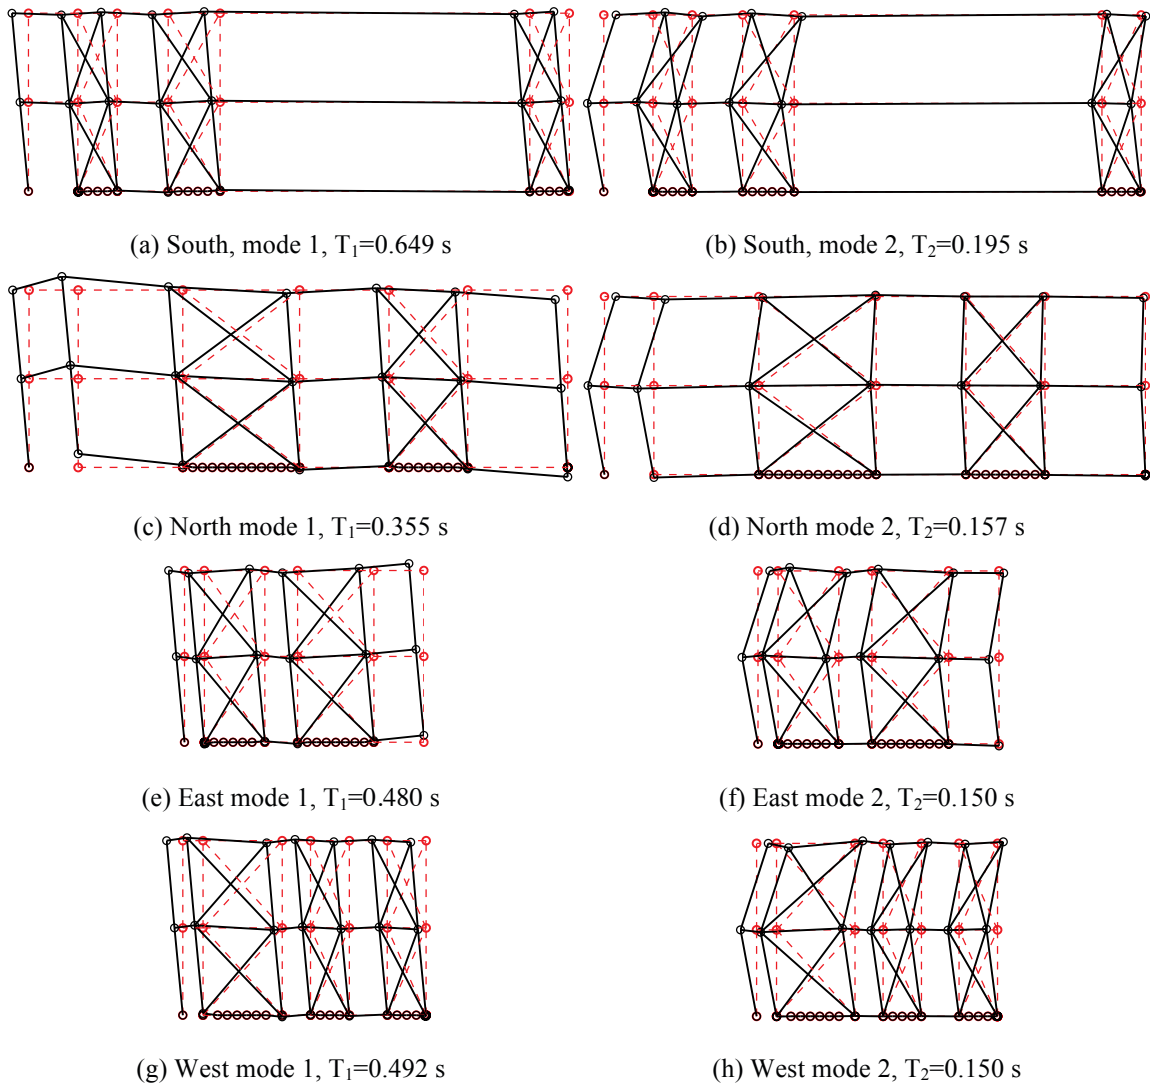 (a) South, mode 1, T₁=0.649 s
(b) South, mode 2, T₂=0.195 s
(c) North mode 1, T₁=0.355 s
(d) North mode 2, T₂=0.157 s
(e) East mode 1, T₁=0.480 s
(f) East mode 2, T₂=0.150 s
(g) West mode 1, T₁=0.492 s
(h) West mode 2, T₂=0.150 s